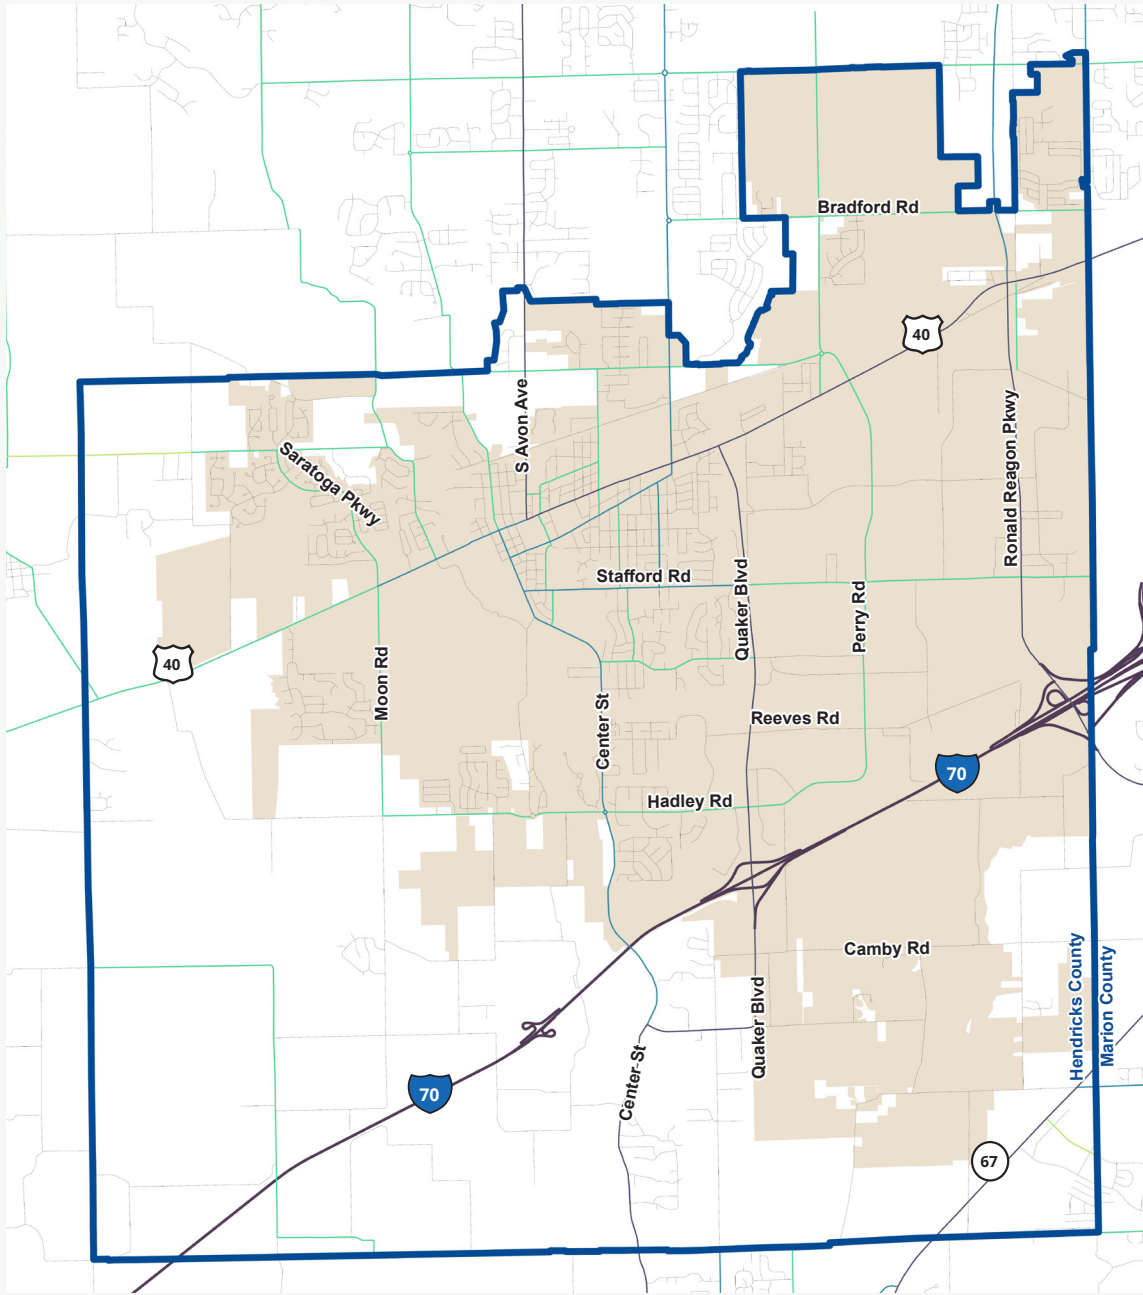 Bradford Rd
40
S Avon Ave
Ronald Reagon Pkwy
Saratoga Pkwy
Stafford Rd
Quaker Blvd
Perry Rd
40
Moon Rd
Center St
Reeves Rd
70
Hadley Rd
Camby Rd
Hendricks County
Marion County
Quaker Blvd
Center St
70
67